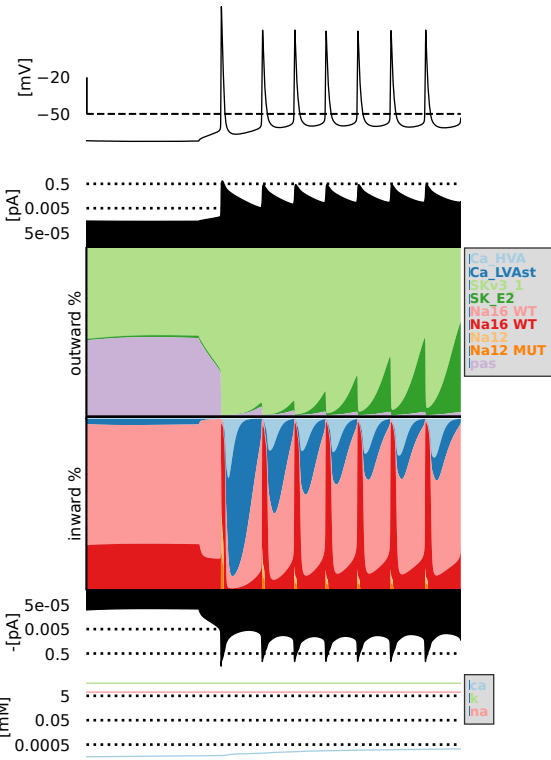 [mV]
−20
−50
[pA]
0.5
0.005
5e-05
outward %
Ca_HVA
Ca_LVAst
SKv3_1
SK_E2
Na16 WT
Na16 WT
Na12
Na12 MUT
pas
inward %
-[pA]
5e-05
0.005
0.5
[mM]
5
0.05
0.0005
ca
k
na